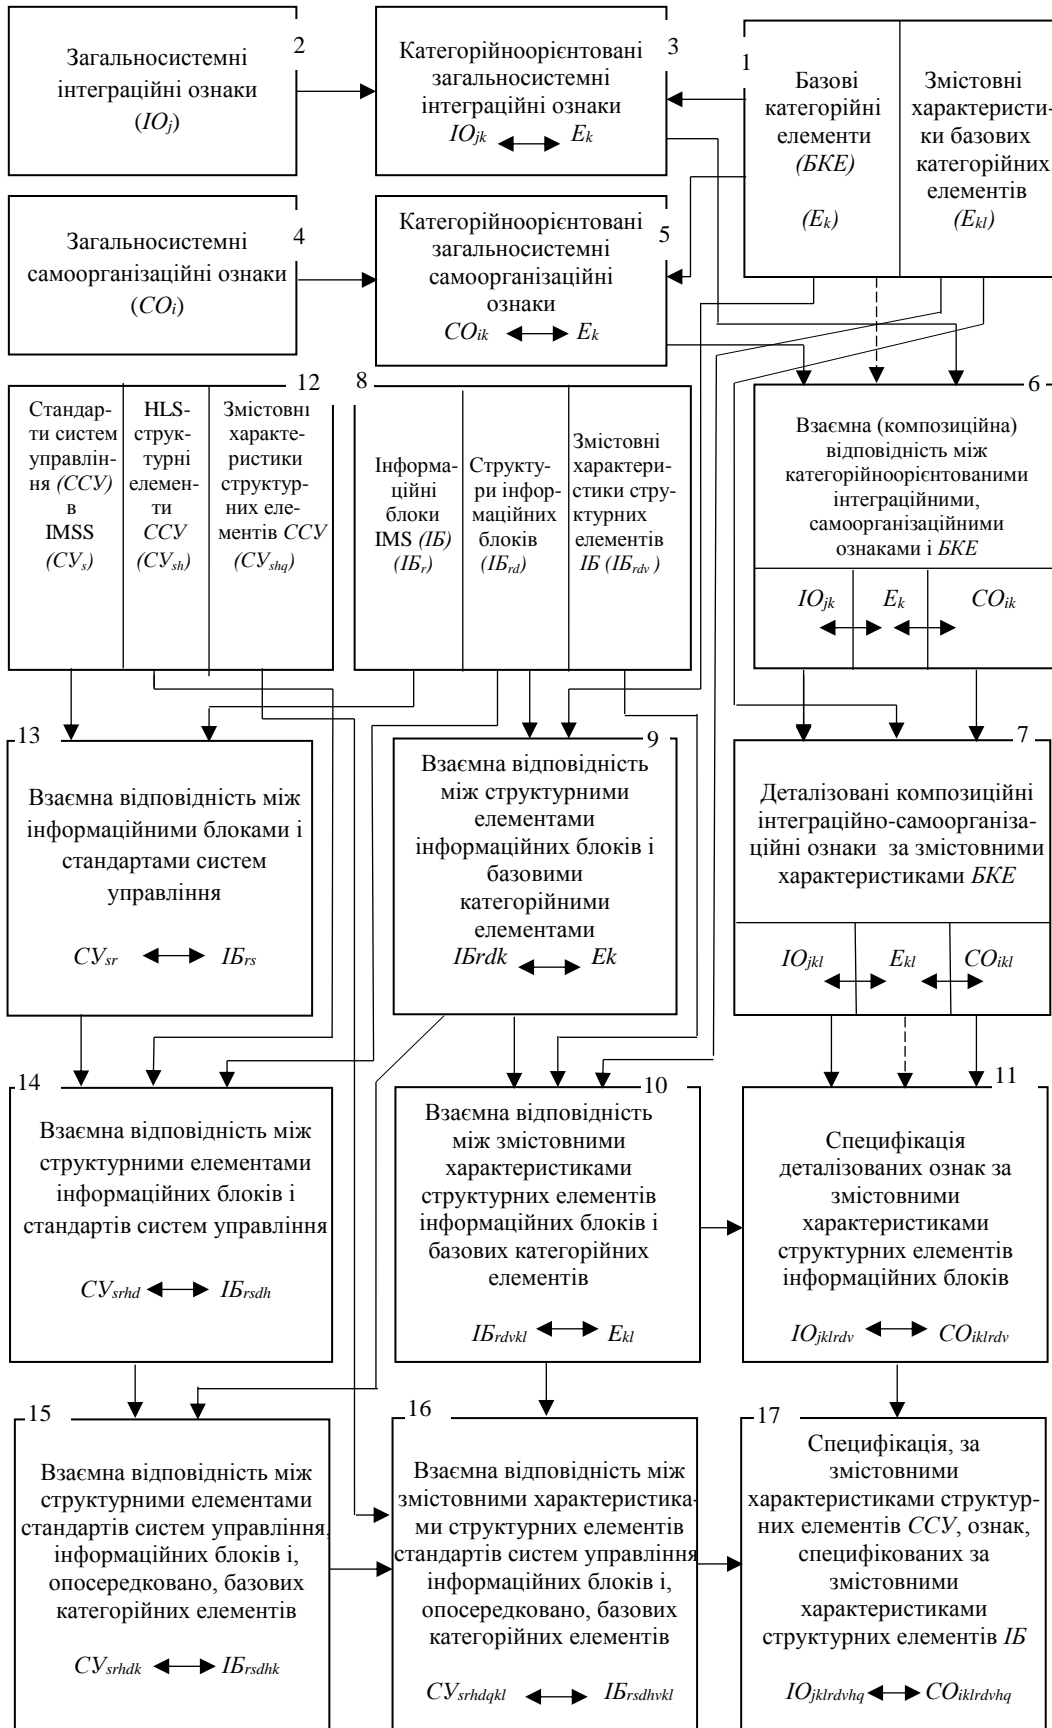 2
Загальносистемні
інтеграційні ознаки
(IOj)
3
Категорійноорієнтовані
загальносистемні
інтеграційні ознаки
IOjk Ek
1
Базові
категорійні
елементи
(БКЕ)
(Ek)
Змістовні
характеристи-
ки базових
категорійних
елементів
(Ekl)
4
Загальносистемні
самоорганізаційні ознаки
(СОi)
5
Категорійноорієнтовані
загальносистемні
самоорганізаційні
ознаки
СОik Ek
12
Стандар-
ти систем
управлін-
ня (ССУ)
в
IMSS
(СУs)
HLS-
струк-
турні
елемен-
ти
ССУ
(СУsh)
Змістовні
характе-
ристики
структур-
них еле-
ментів ССУ
(СУshq)
8
Інформа-
ційні
блоки
IMS (ІБ)
(ІБr)
Структу-
ри інфор-
маційних
блоків
(ІБrd)
Змістовні
характери-
стики стру-
ктурних
елементів
ІБ (ІБrdv )
6
Взаємна (композиційна)
відповідність між
категорійноорієнтованими
інтеграційними,
самоорганізаційними
ознаками і БКЕ
IOjk Ek СОik
13
Взаємна відповідність між
інформаційними блоками і
стандартами систем
управління
СУsr ІБrs
9
Взаємна відповідність
між структурними
елементами
інформаційних блоків і
базовими
категорійними
елементами
ІБrdk Ek
7
Деталізовані композиційні
інтеграційно-самоорганіза-
ційні ознаки за змістовними
характеристиками БКЕ
IOjkl Ekl СОikl
14
Взаємна відповідність між
структурними елементами
інформаційних блоків і
стандартів систем управління
СУsrhd ІБrsdh
10
Взаємна відповідність
між змістовними
характеристиками
структурних елементів
інформаційних блоків і
базових категорійних
елементів
ІБrdvkl Ekl
11
Специфікація
деталізованих ознак за
змістовними
характеристиками
структурних елементів
інформаційних блоків
IOjklrdv СОiklrdv
15
Взаємна відповідність між
структурними елементами
стандартів систем управління,
інформаційних блоків і,
опосередковано, базових
категорійних елементів
СУsrhdk ІБrsdhk
16
Взаємна відповідність між
змістовними характеристика-
ми структурних елементів
стандартів систем управління
інформаційних блоків і,
опосередковано, базових
категорійних елементів
СУsrhdqkl ІБrsdhvkl
17
Специфікація, за
змістовними
характеристиками структур-
них елементів ССУ, ознак,
специфікованих за
змістовними
характеристиками
структурних елементів ІБ
IOjklrdvhq СОiklrdvhq